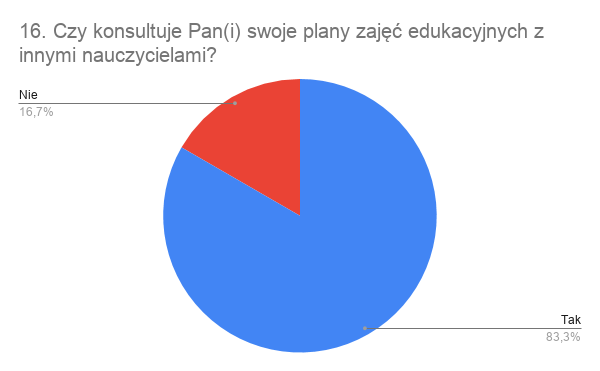 16. Czy konsultuje Pan(i) swoje plany zajęć edukacyjnych z
innymi nauczycielami?
Nie
16,7%
Tak
83,3%